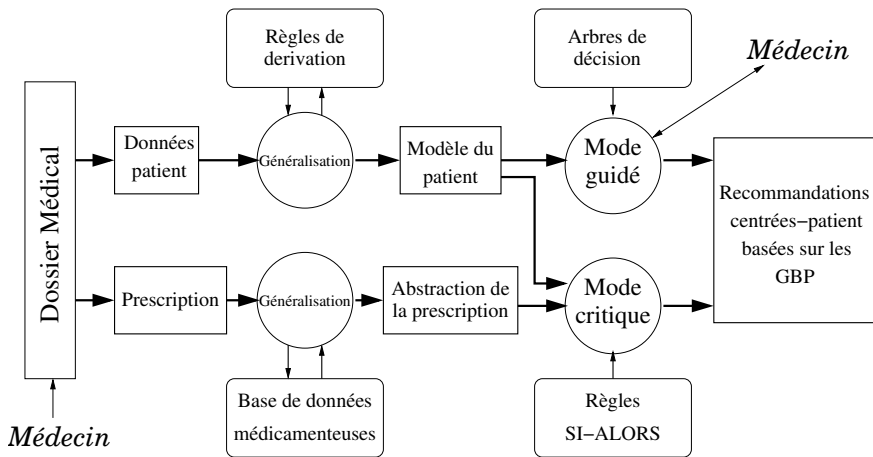 Règles de
derivation
Arbres de
décision
Médecin
Dossier Médical
Données
patient
Généralisation
Modèle du
patient
Mode
guidé
Recommandations
centrées−patient
basées sur les
GBP
Prescription
Généralisation
Abstraction de
la prescription
Mode
critique
Base de données
médicamenteuses
Règles
SI−ALORS
Médecin